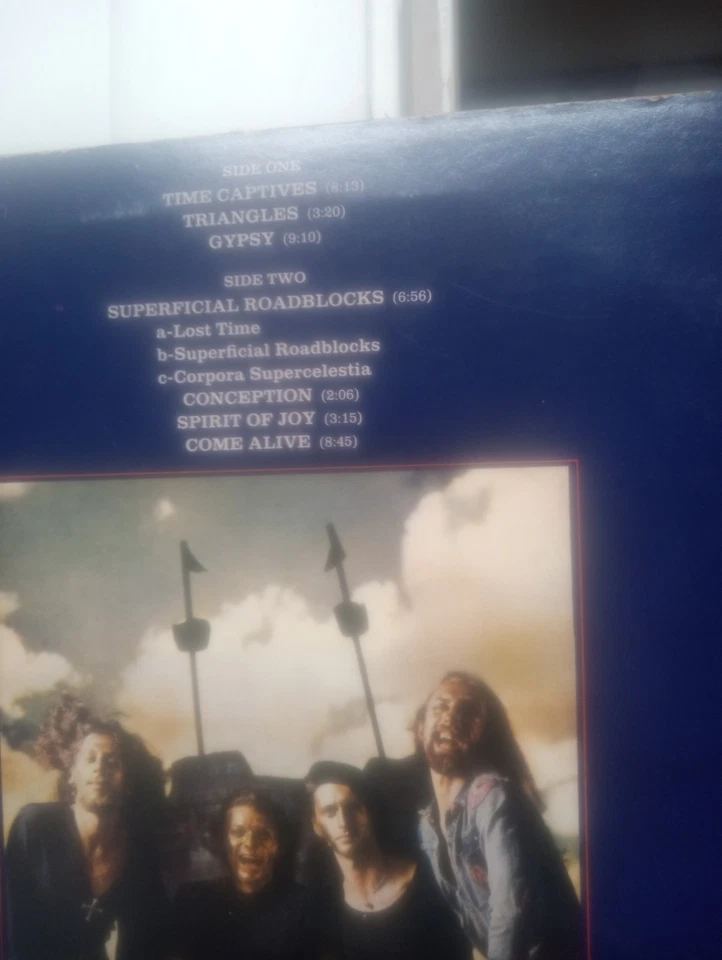 SIDE ONE
TIME CAPTIVES (8:13)
TRIANGLES (3:20)
GYPSY (9:10)
SIDE TWO
SUPERFICIAL ROADBLOCKS (6:56)
a-Lost Time
b-Superficial Roadblocks
c-Corpora Supercelestia
CONCEPTION (2:06)
SPIRIT OF JOY (3:15)
COME ALIVE (8:45)